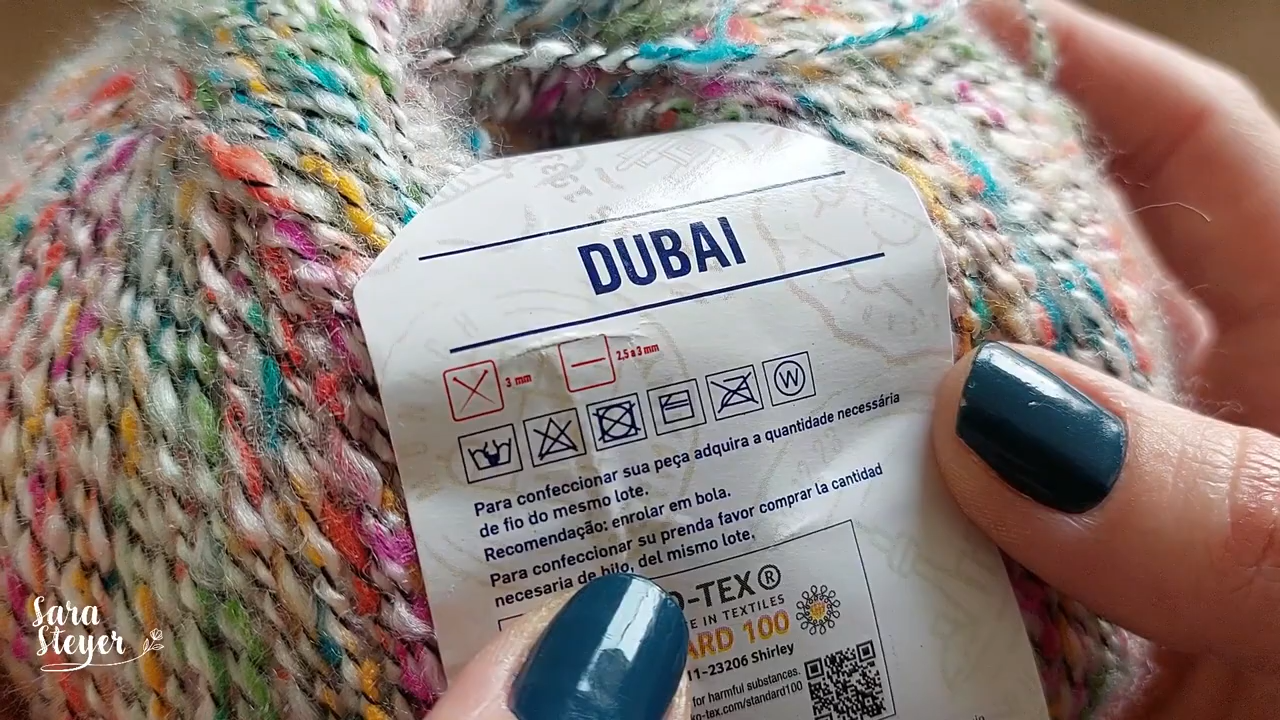 DUBAI
3 mm
2,5 a 3 mm
W
Para confeccionar sua peça adquira a quantidade necessária
de fio do mesmo lote.
Recomendação: enrolar em bola.
Para confeccionar su prenda favor comprar la cantidad
necesaria de hilo, del mismo lote.
O-TEX®
E IN TEXTILES
ARD 100
11-23206 Shirley
for harmful substances.
ko-tex.com/standard100
Sara
Steyer